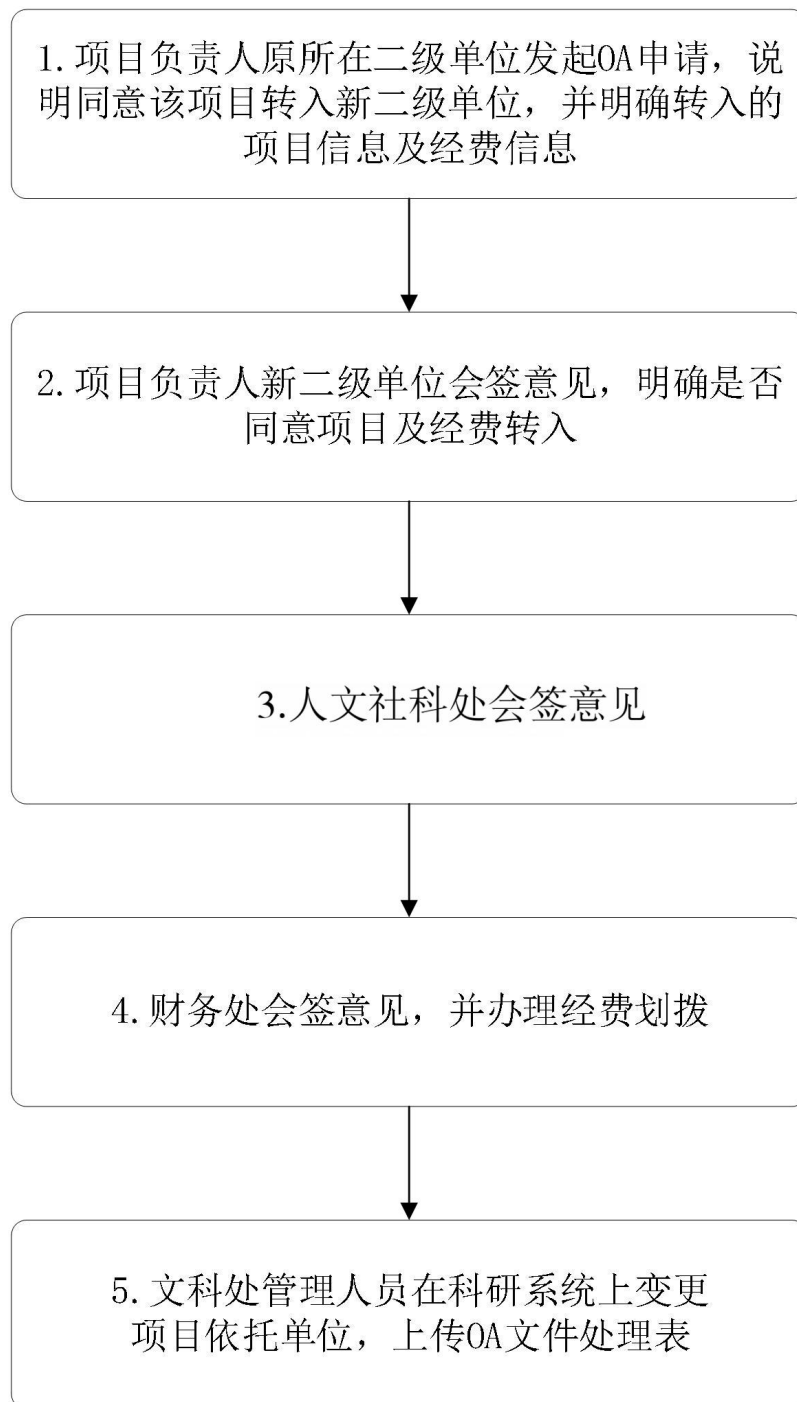 1.项目负责人原所在二级单位发起OA申请，说
明同意该项目转入新二级单位，并明确转入的
项目信息及经费信息
2.项目负责人新二级单位会签意见，明确是否
同意项目及经费转入
3.人文社科处会签意见
4.财务处会签意见，并办理经费划拨
5.文科处管理人员在科研系统上变更
项目依托单位，上传OA文件处理表